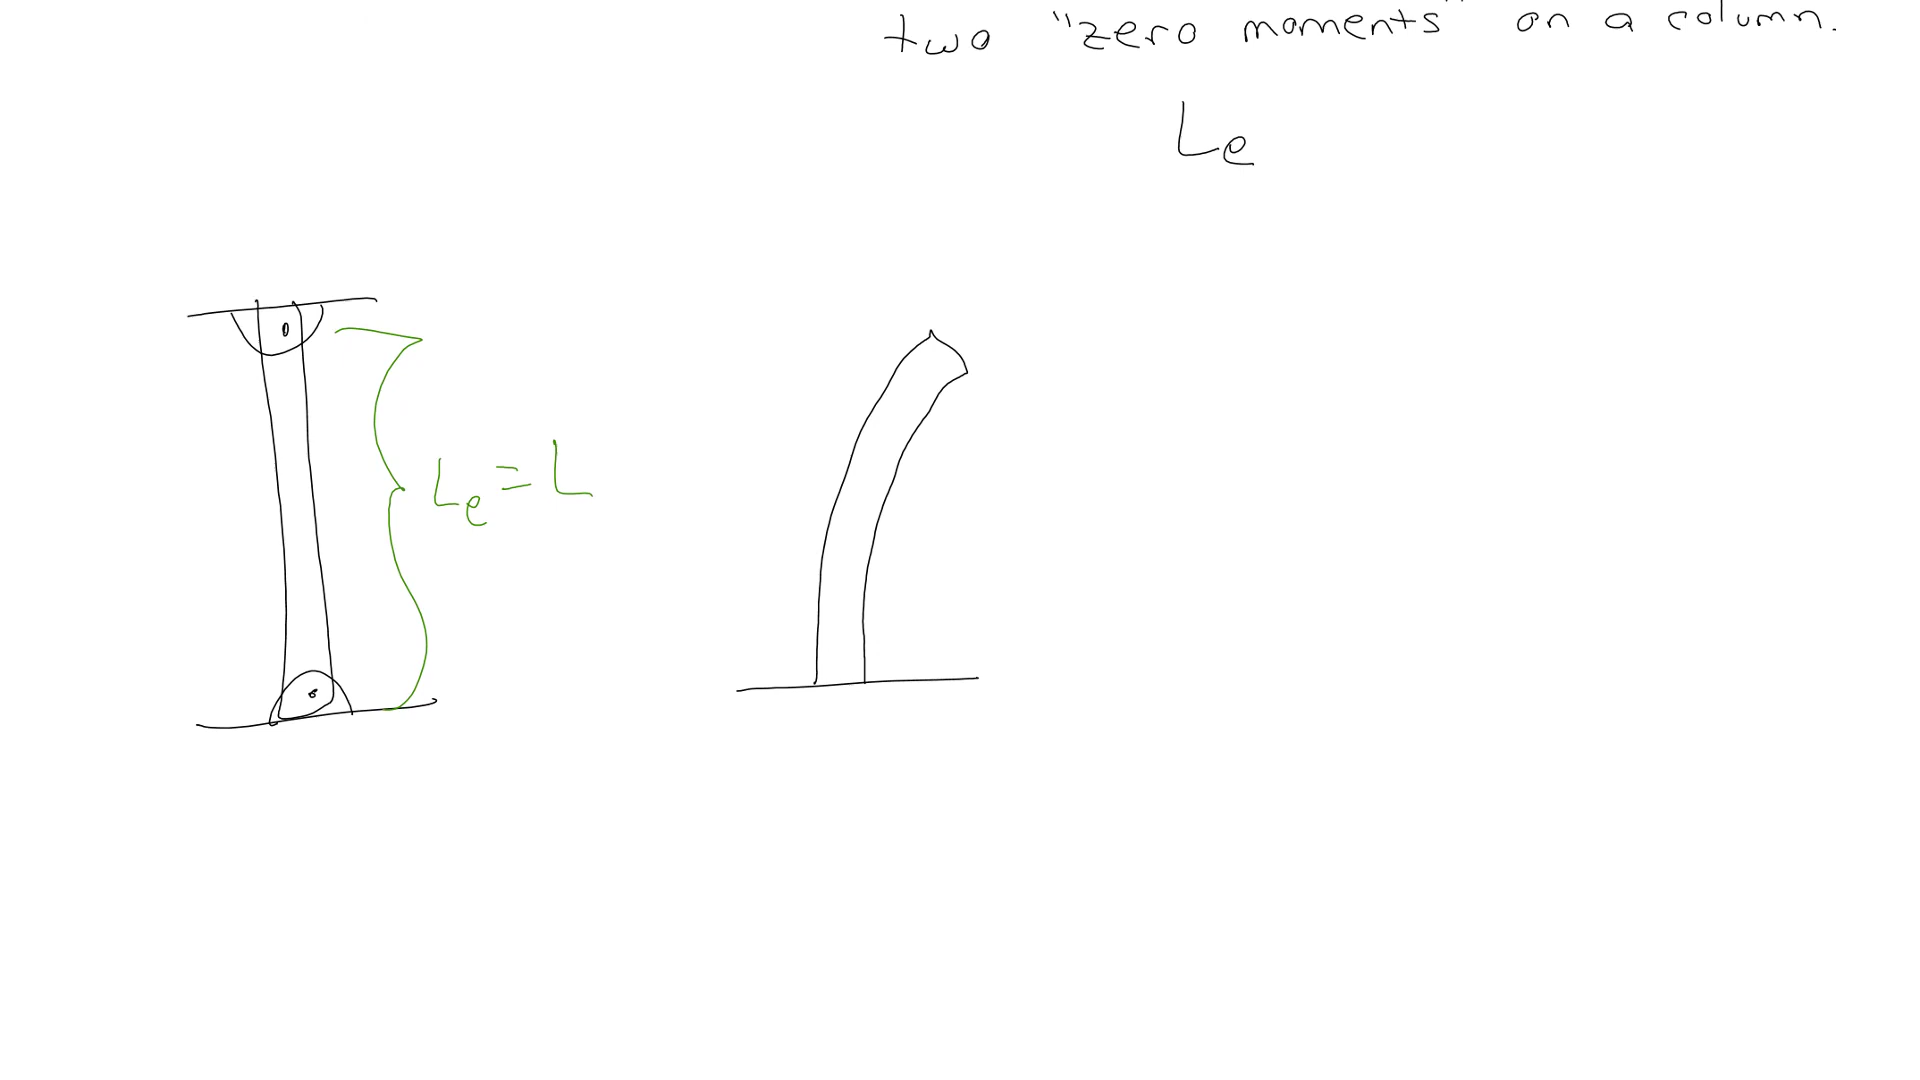 two "zero moments" on a column.
Le
Le = L